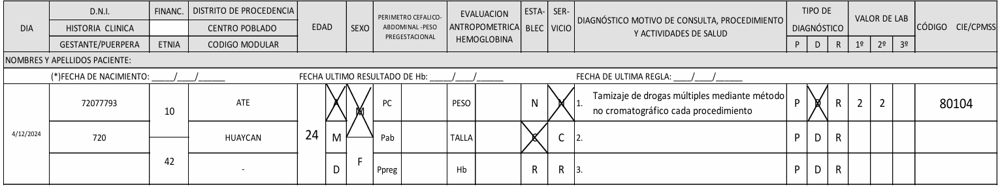 DIA
D.N.I.
HISTORIA CLINICA
GESTANTE/PUERPERA
FINANC.
ETNIA
DISTRITO DE PROCEDENCIA
CENTRO POBLADO
CODIGO MODULAR
EDAD
SEXO
PERIMETRO CEFALICO-
ABDOMINAL -PESO
PREGESTACIONAL
EVALUACION
ANTROPOMETRICA
HEMOGLOBINA
ESTA-
BLEC
SER-
VICIO
DIAGNÓSTICO MOTIVO DE CONSULTA, PROCEDIMIENTO
Y ACTIVIDADES DE SALUD
TIPO DE
DIAGNÓSTICO
P D R
VALOR DE LAB
1º 2º 3º
CÓDIGO CIE/CPMSS
NOMBRES Y APELLIDOS PACIENTE:
(*)FECHA DE NACIMIENTO: _____/____/______ FECHA ULTIMO RESULTADO DE Hb: _____/____/______ FECHA DE ULTIMA REGLA: ____/____/______
4/12/2024
72077793
720
10
42
ATE
HUAYCAN
-
24
A
M
D
M
F
PC
Pab
Ppreg
PESO
TALLA
Hb
N
C
R
N
C
R
1. Tamizaje de drogas múltiples mediante método
no cromatográfico cada procedimiento
P D R 2 2 80104
2. P D R
3. P D R